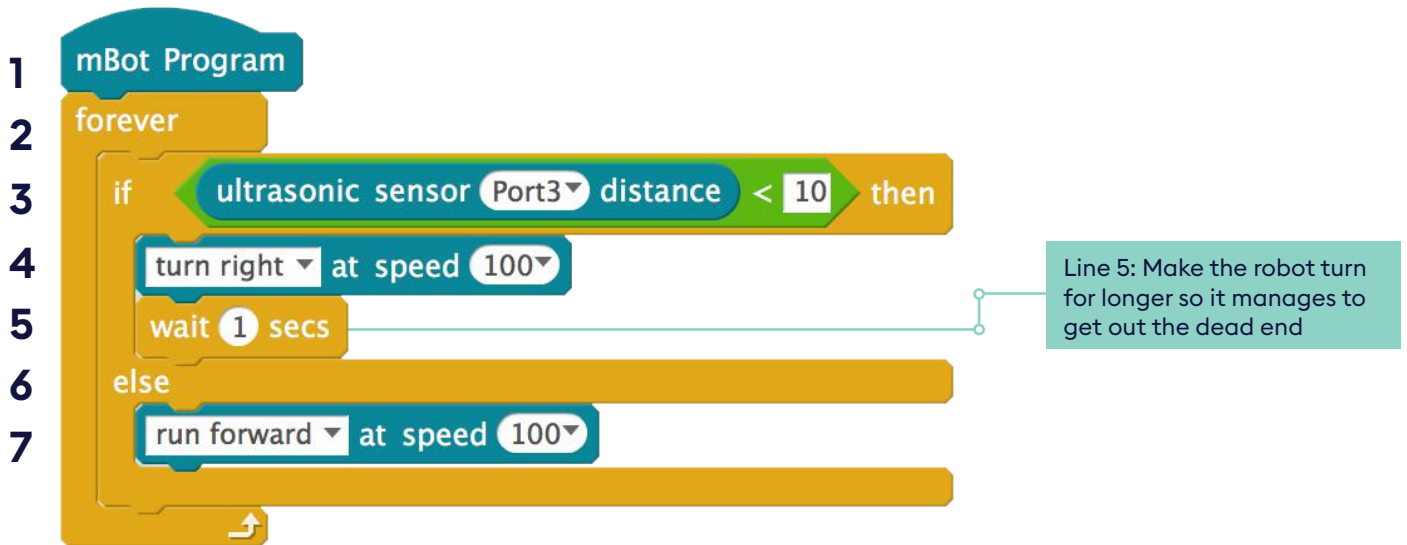 1 mBot Program
2 forever
3 if ultrasonic sensor Port3 distance < 10 then
4 turn right at speed 100
5 wait 1 secs
Line 5: Make the robot turn
for longer so it manages to
get out the dead end
6 else
7 run forward at speed 100